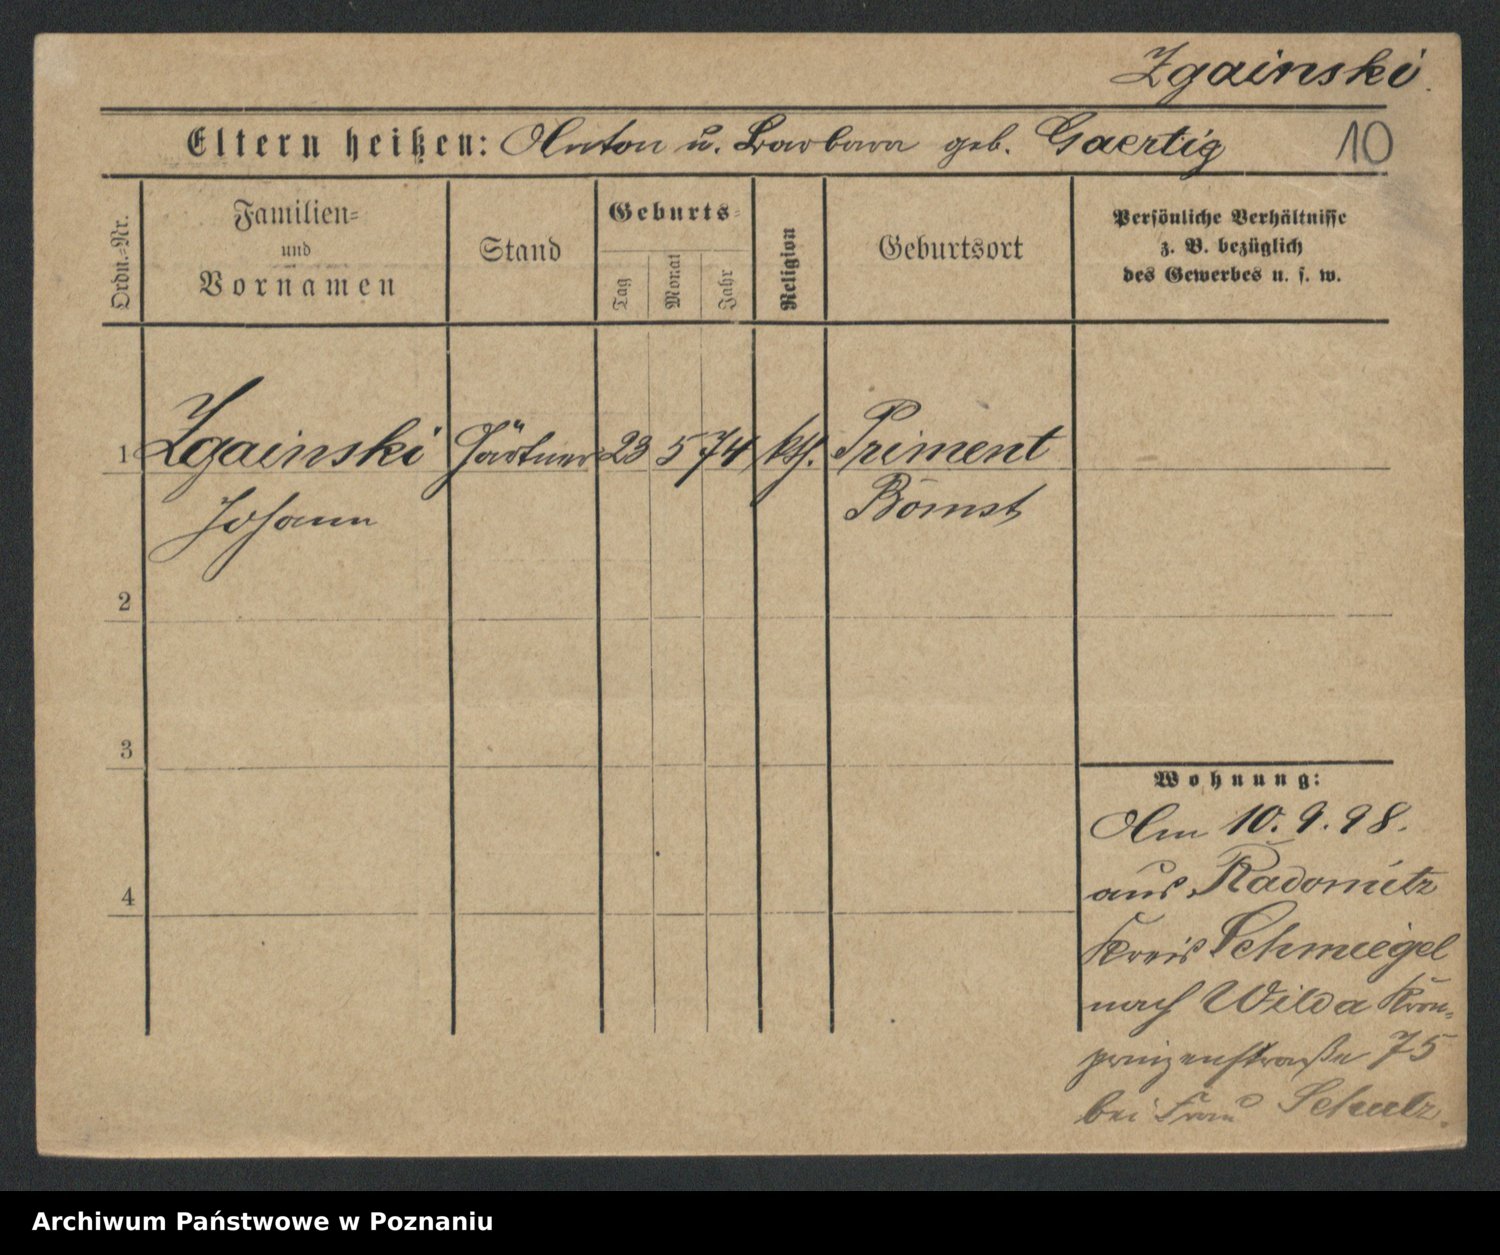 Zgainski.
Eltern heißen: Anton u. Barbara geb. Gaertig 10
Ordn.-Nr.
Familien-
und
Vornamen
Stand
Geburts-
Tag
Monat
Jahr
Religion
Geburtsort
Persönliche Verhältnisse
z. B. bezüglich
des Gewerbes u. s. w.
1 Zgainski Gärtner 23 5 74 kth. Priment
Johann Bomst
2
3
Wohnung:
Am 10. 9. 98.
4
aus Radomitz
Kreis Schmiegel
nach Wilda Kron-
prinzenstraße 75
bei Frau Schulz.
Archiwum Państwowe w Poznaniu